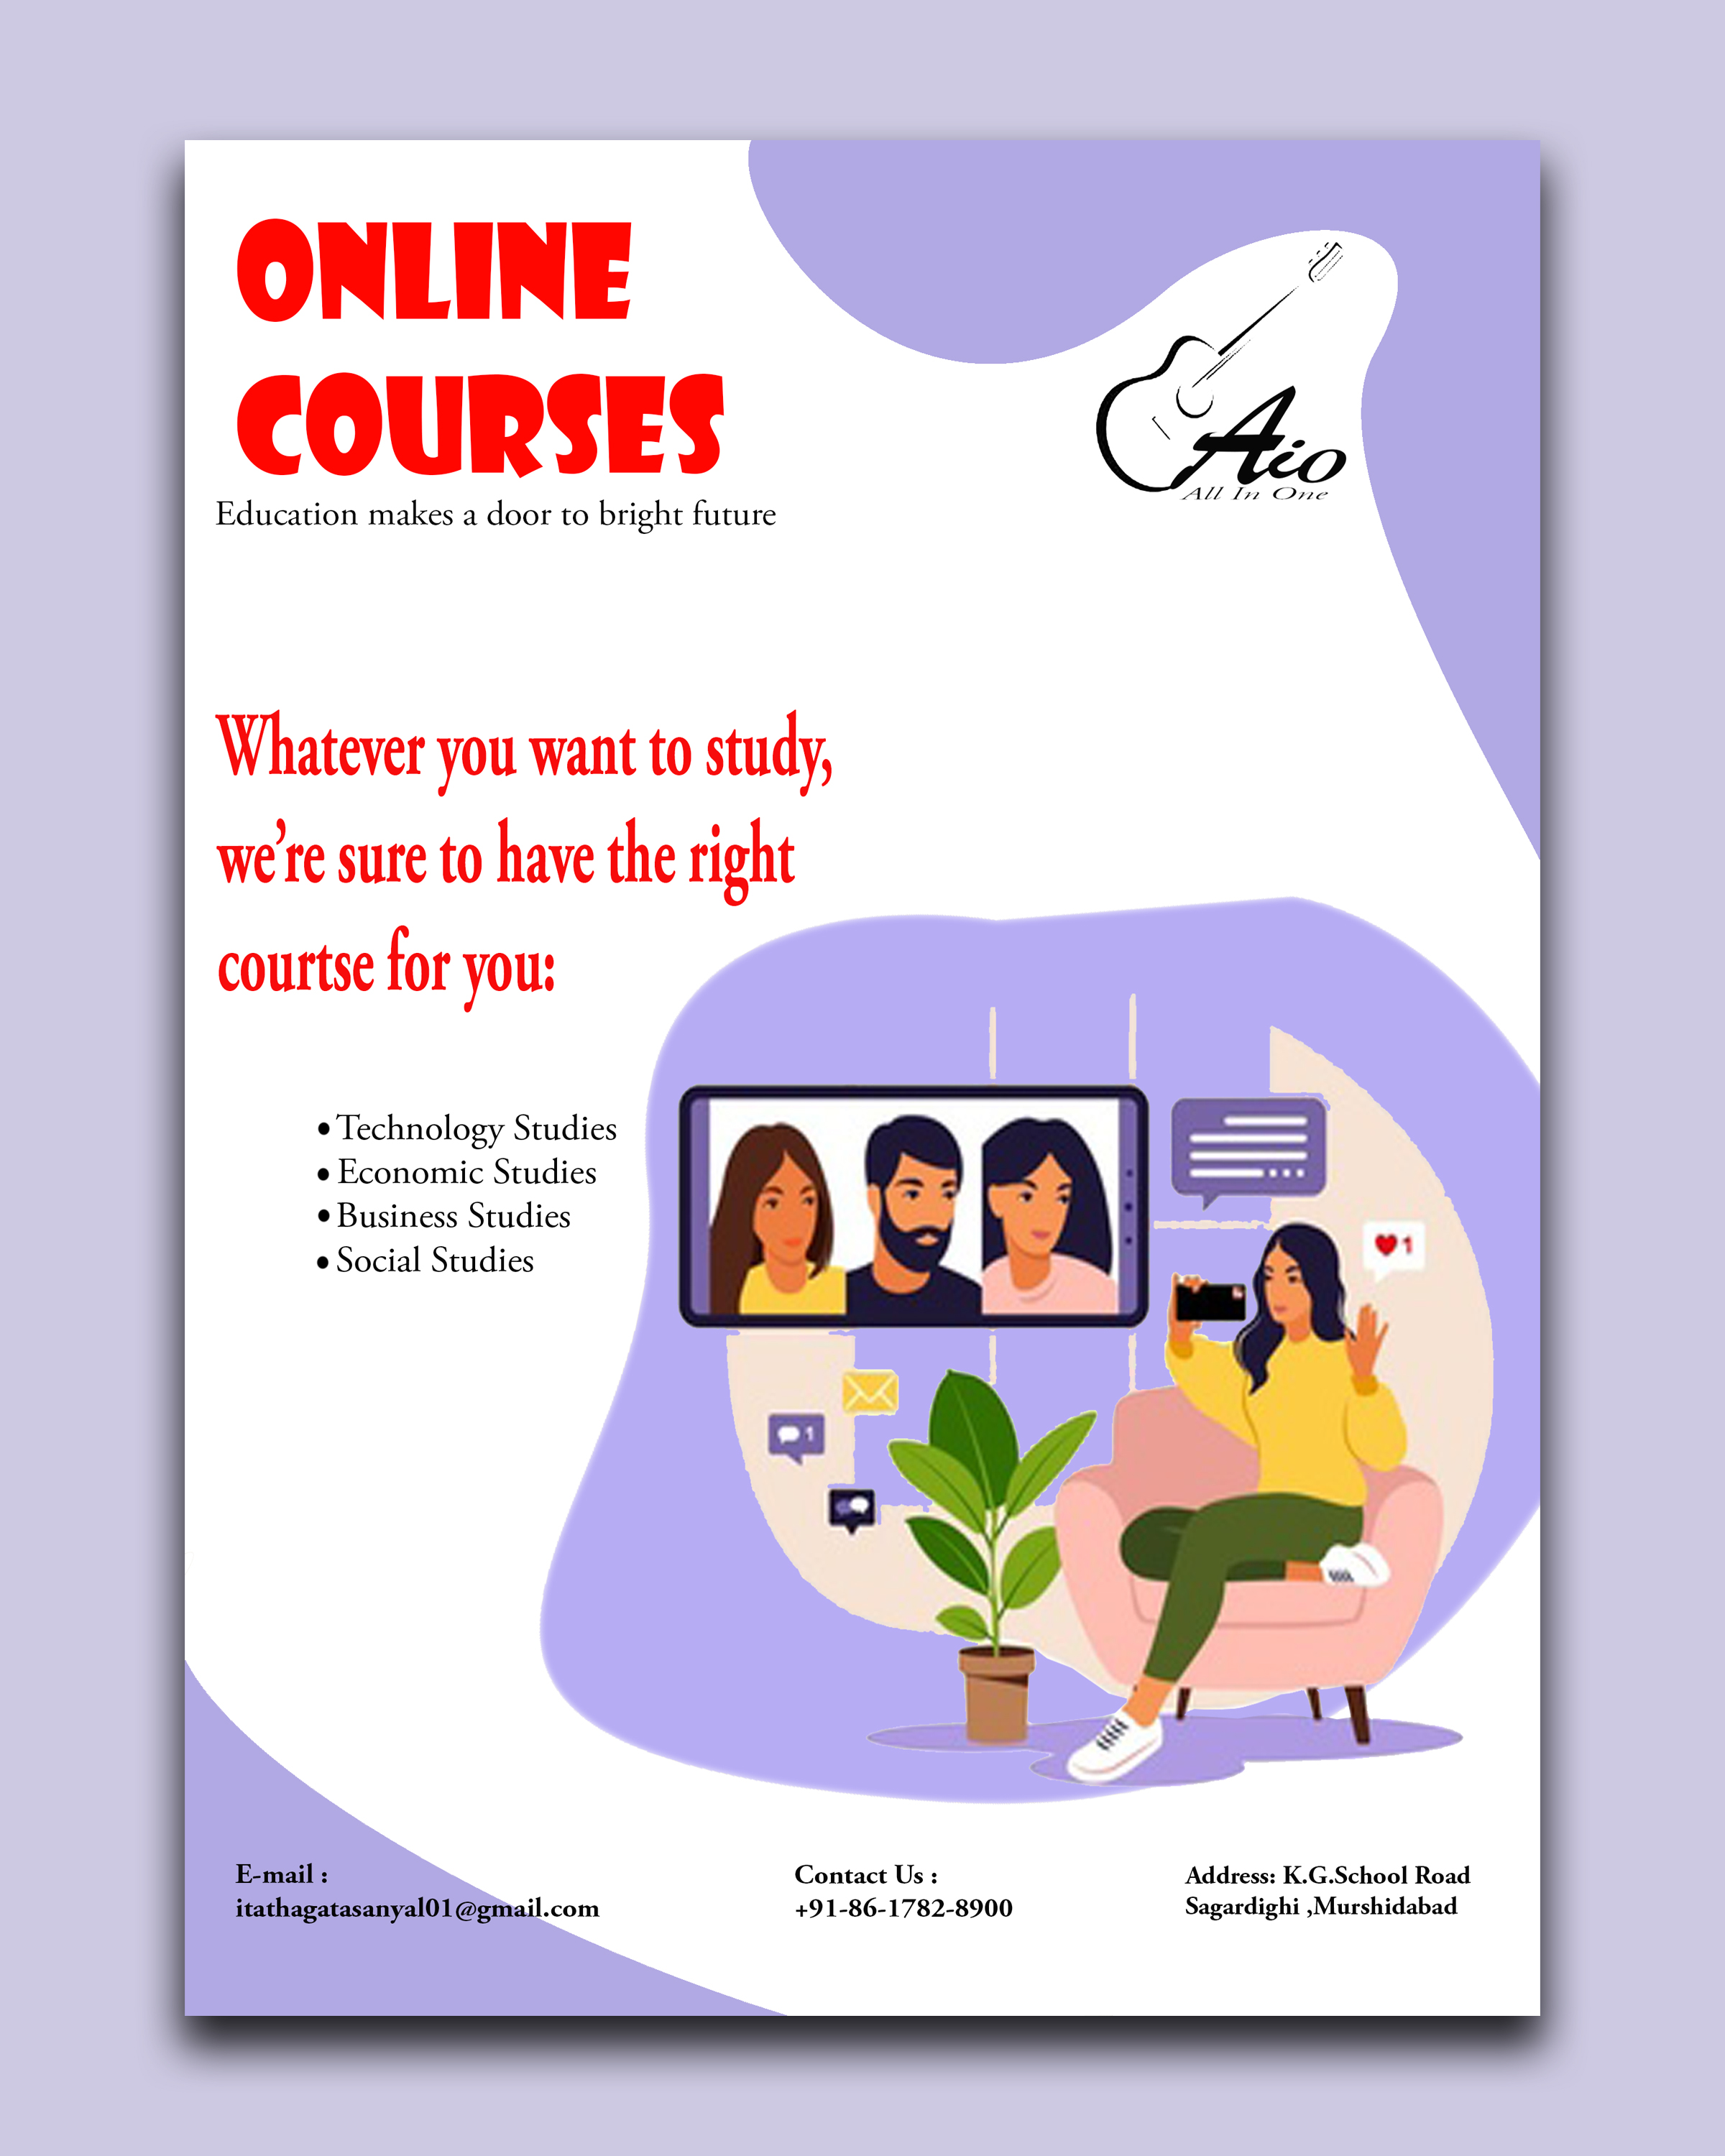 ONLINE
COURSES
Education makes a door to bright future
Aio
All In One
Whatever you want to study,
we're sure to have the right
courtse for you:
• Technology Studies
• Economic Studies
• Business Studies
• Social Studies
1
1
E-mail :
itathagatasanyal01@gmail.com
Contact Us :
+91-86-1782-8900
Address: K.G.School Road
Sagardighi ,Murshidabad